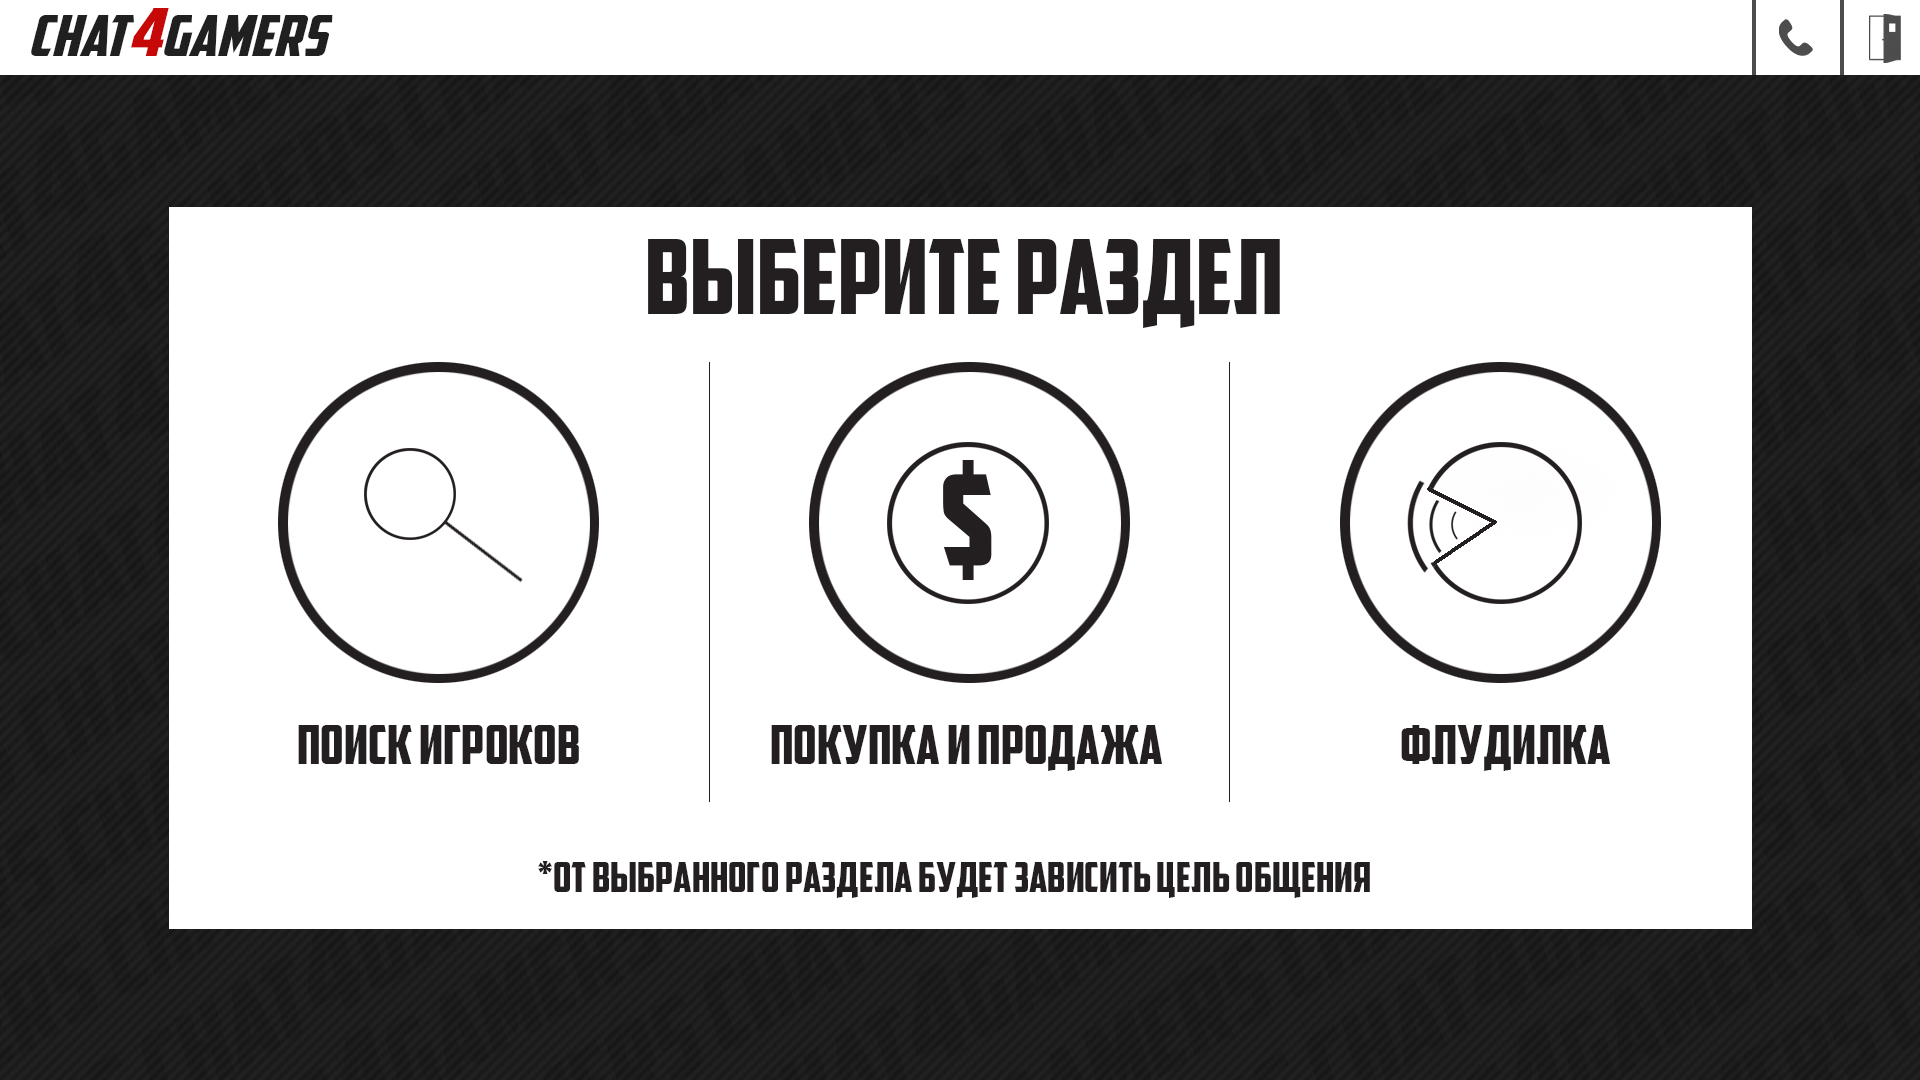 CHAT4GAMERS
ВЫБЕРИТЕ РАЗДЕЛ
$
ПОИСК ИГРОКОВ
ПОКУПКА И ПРОДАЖА
ФЛУДИЛКА
*ОТ ВЫБРАННОГО РАЗДЕЛА БУДЕТ ЗАВИСИТЬ ЦЕЛЬ ОБЩЕНИЯ